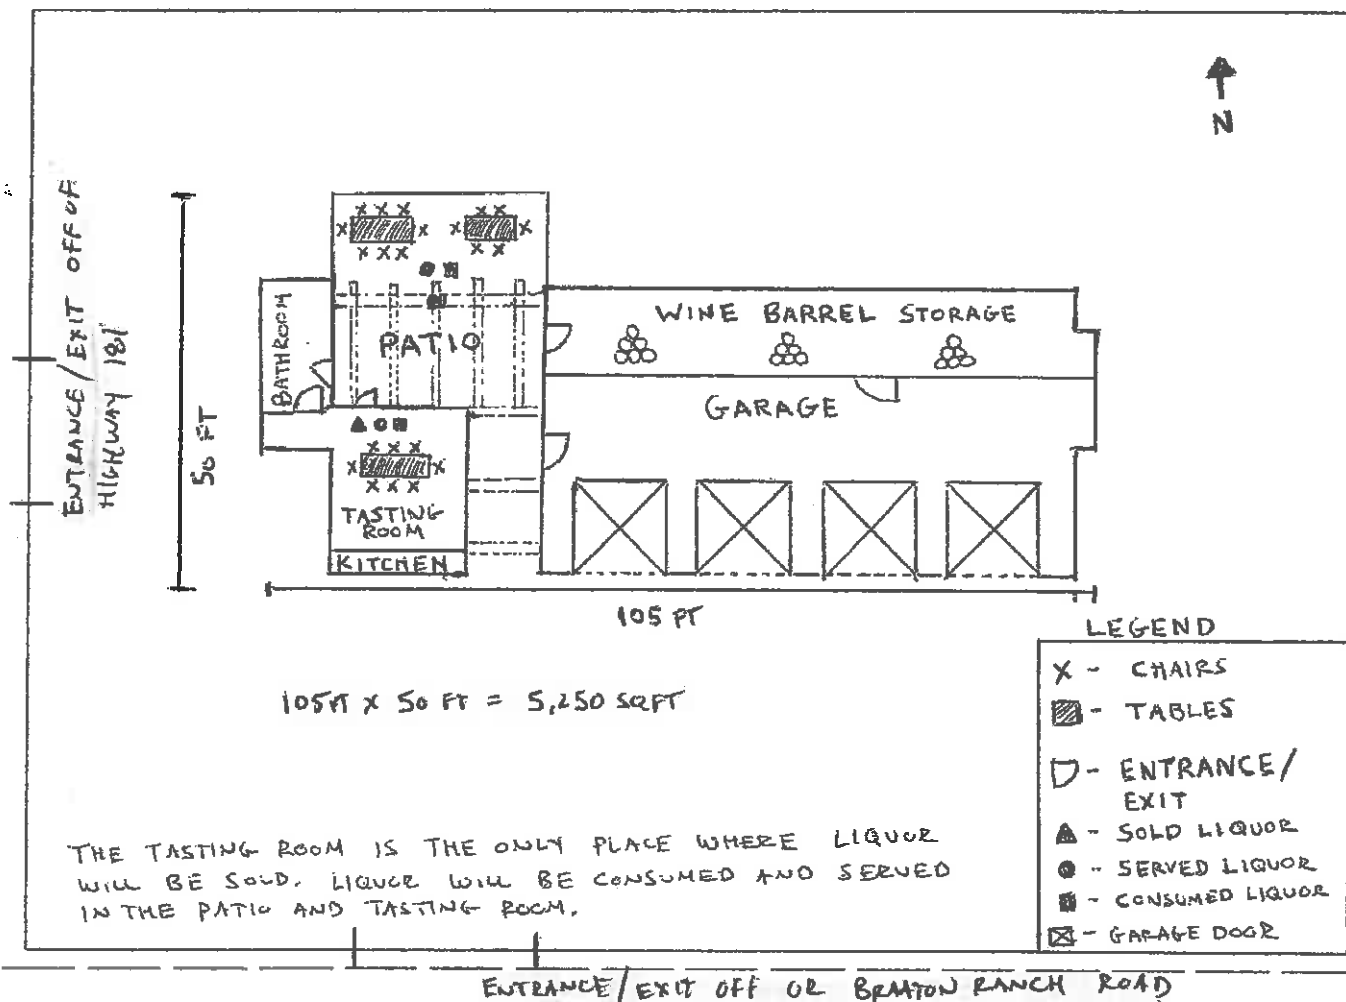 N
ENTRANCE/EXIT OFF OF
HIGHWAY 181
50 FT
BATHROOM
PATIO
WINE BARREL STORAGE
GARAGE
TASTING
ROOM
KITCHEN
105 FT
105 FT x 50 FT = 5,250 SQFT
LEGEND
X - CHAIRS
- TABLES
- ENTRANCE/
EXIT
- SOLD LIQUOR
- SERVED LIQUOR
- CONSUMED LIQUOR
- GARAGE DOOR
THE TASTING ROOM IS THE ONLY PLACE WHERE LIQUOR
WILL BE SOLD. LIQUOR WILL BE CONSUMED AND SERVED
IN THE PATIO AND TASTING ROOM.
ENTRANCE/EXIT OFF OR RANCH ROAD